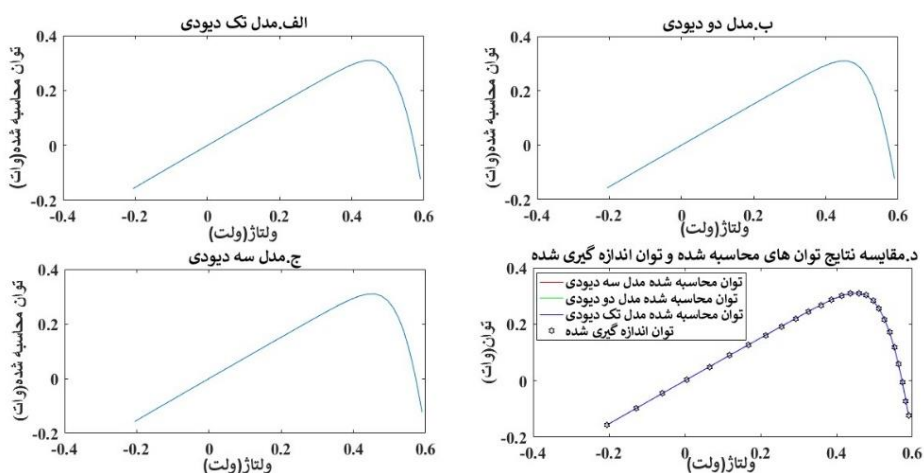 الف.مدل تک دیودی
0.4
0.2
0
-0.2
توان محاسبه شده(وات)
-0.4
-0.2
0
0.2
0.4
0.6
ولتاژ(ولت)
ب.مدل دو دیودی
0.4
0.2
0
-0.2
توان محاسبه شده(وات)
-0.4
-0.2
0
0.2
0.4
0.6
ولتاژ(ولت)
ج.مدل سه دیودی
0.4
0.2
0
-0.2
توان محاسبه شده(وات)
-0.4
-0.2
0
0.2
0.4
0.6
ولتاژ(ولت)
د.مقایسه نتایج توان های محاسبه شده و توان اندازه گیری شده
توان محاسبه شده مدل سه دیودی
توان محاسبه شده مدل دو دیودی
توان محاسبه شده مدل تک دیودی
توان اندازه گیری شده
0.4
0.2
0
-0.2
توان(وات)
-0.4
-0.2
0
0.2
0.4
0.6
ولتاژ(ولت)